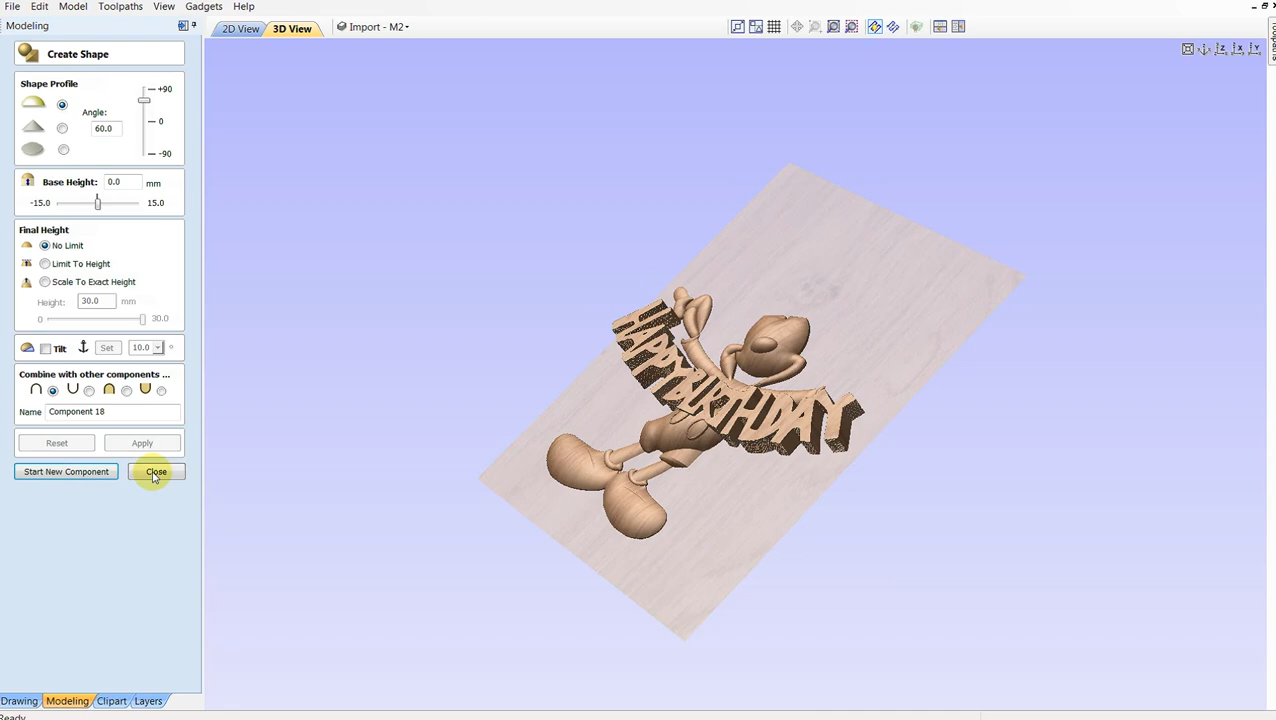 File Edit Model Toolpaths View Gadgets Help
Modeling
2D View 3D View Import - M2
Create Shape
Shape Profile
+90
Angle:
0
60.0
-90
Base Height: 0.0 mm
-15.0 15.0
Final Height
No Limit
Limit To Height
Scale To Exact Height
Height: 30.0 mm
0 30.0
Tilt Set 10.0 °
Combine with other components ...
Name Component 18
Reset Apply
Start New Component Close
HAPPY BIRTHDAY
Drawing Modeling Clipart Layers
Ready